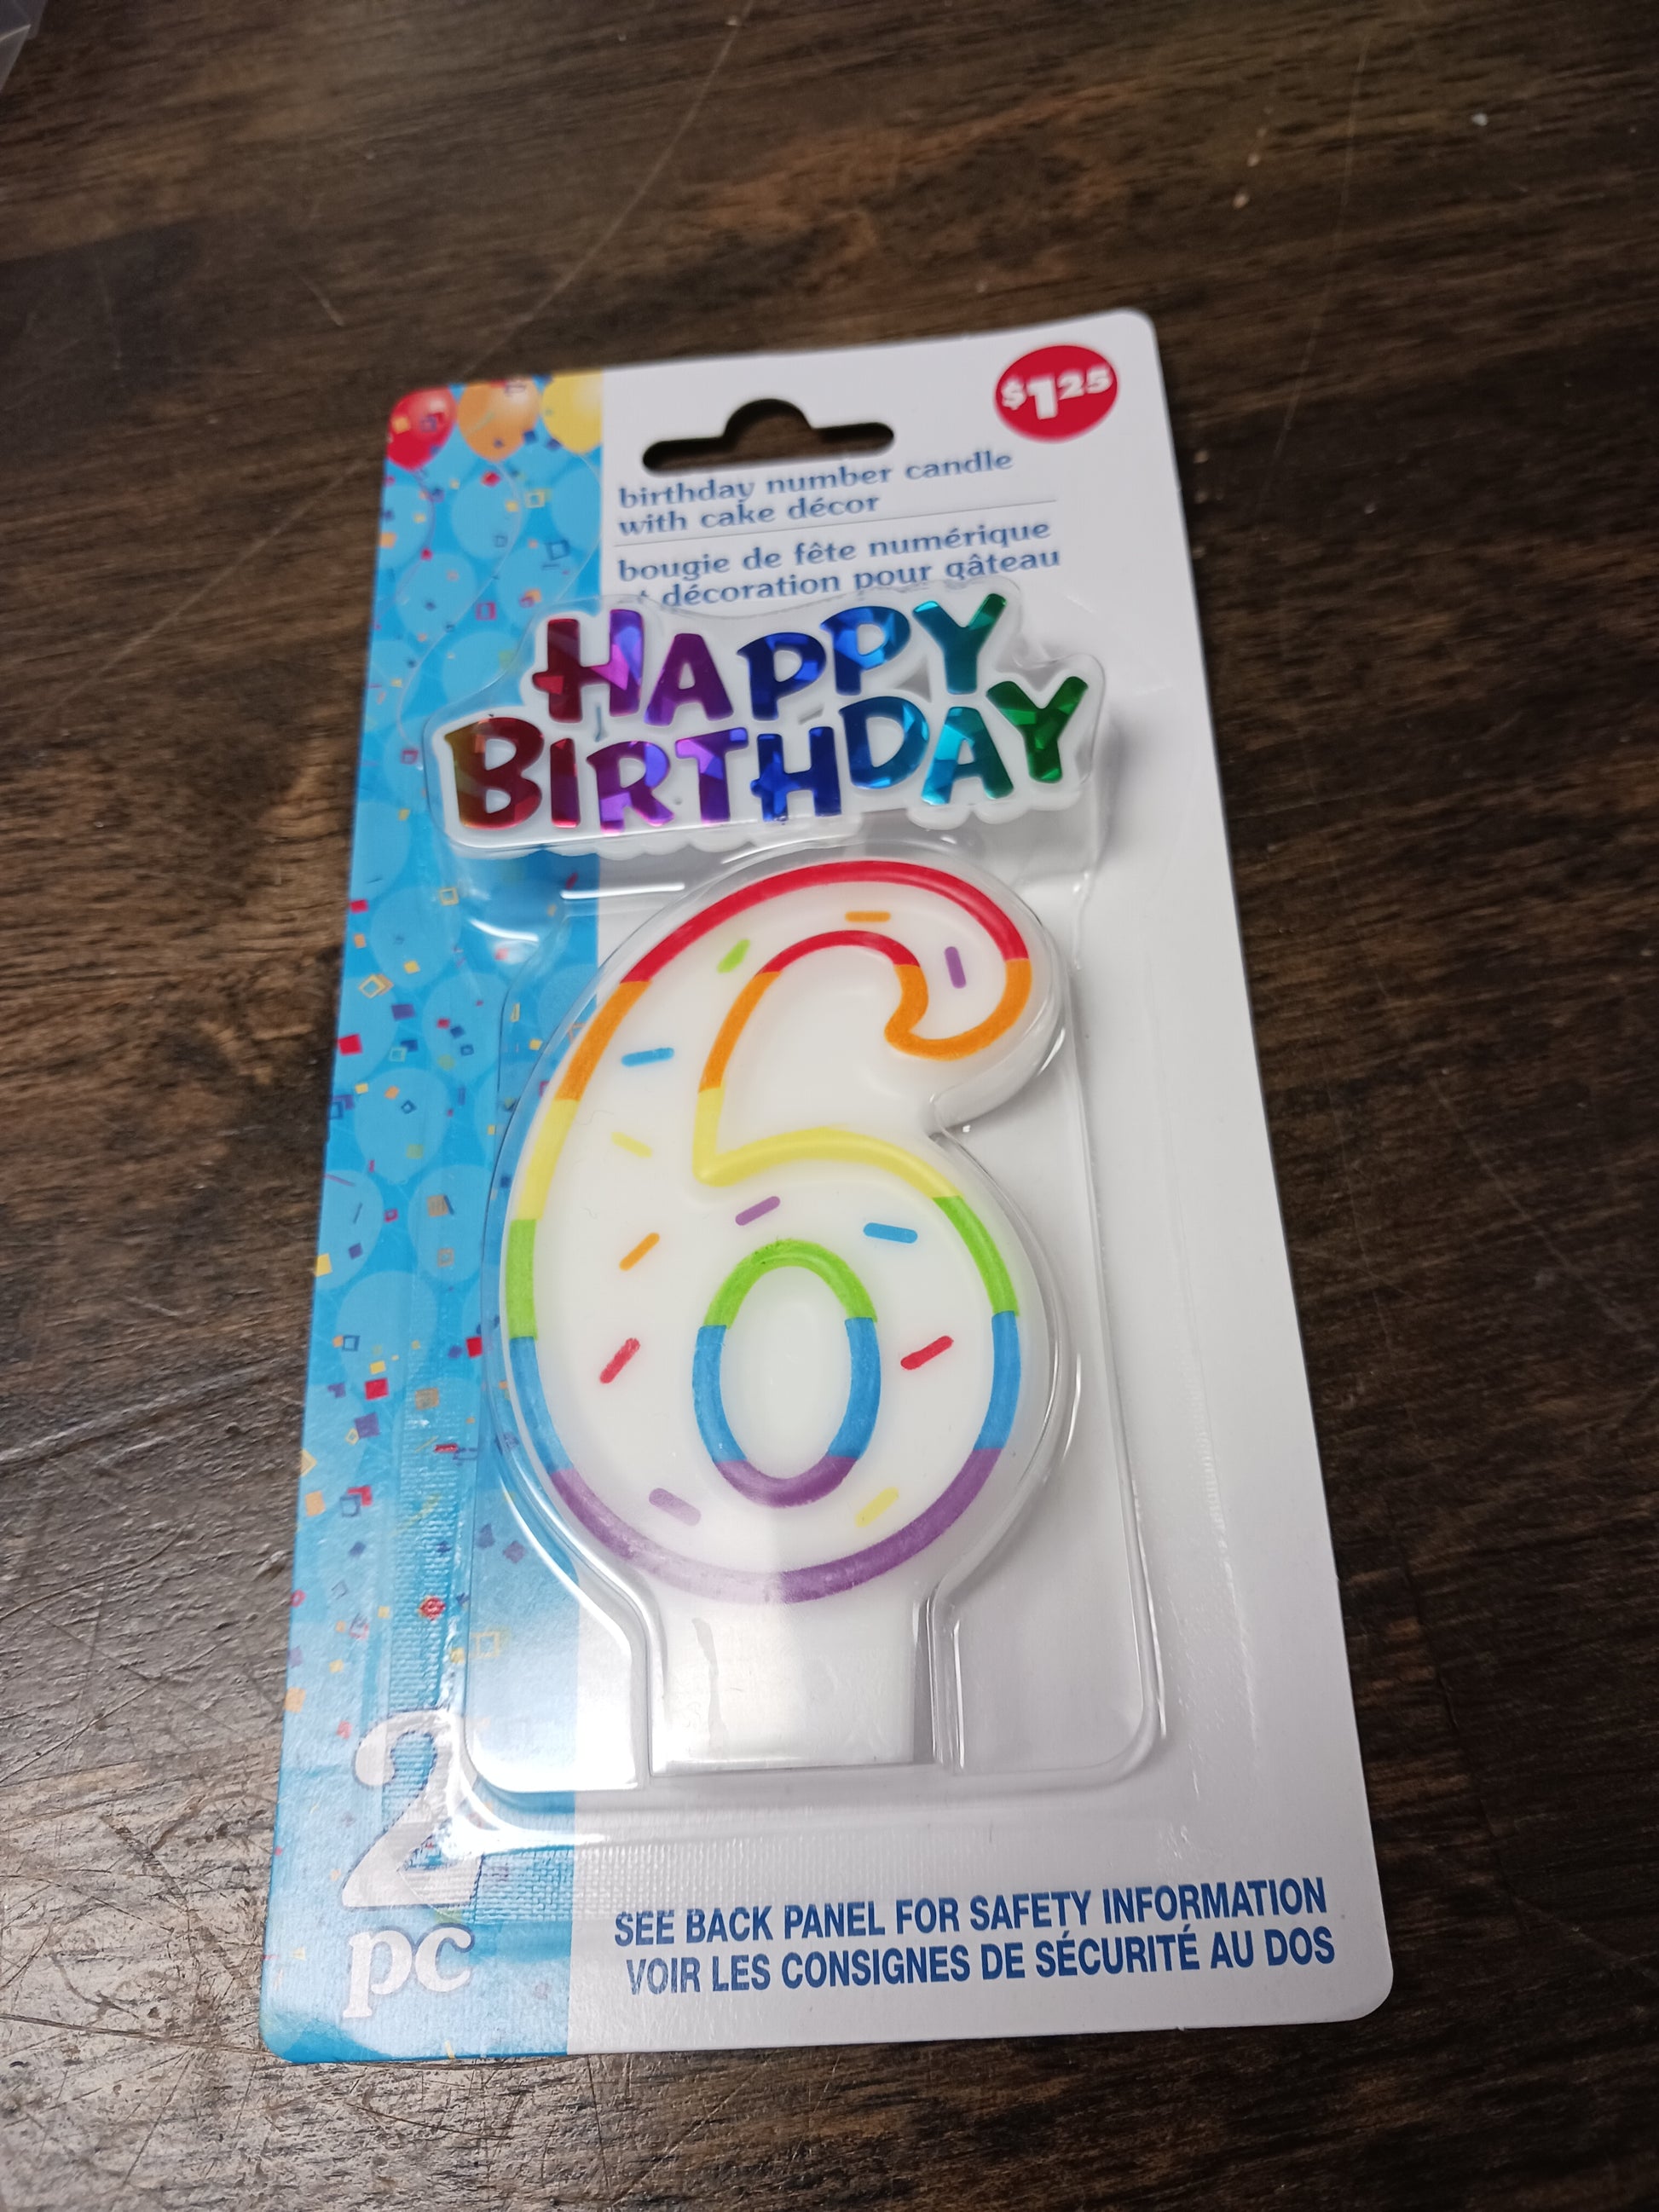 $1.25
birthday number candle
with cake décor
bougie de fête numérique
et décoration pour gâteau
HAPPY
BIRTHDAY
6
2
pc
SEE BACK PANEL FOR SAFETY INFORMATION
VOIR LES CONSIGNES DE SÉCURITÉ AU DOS